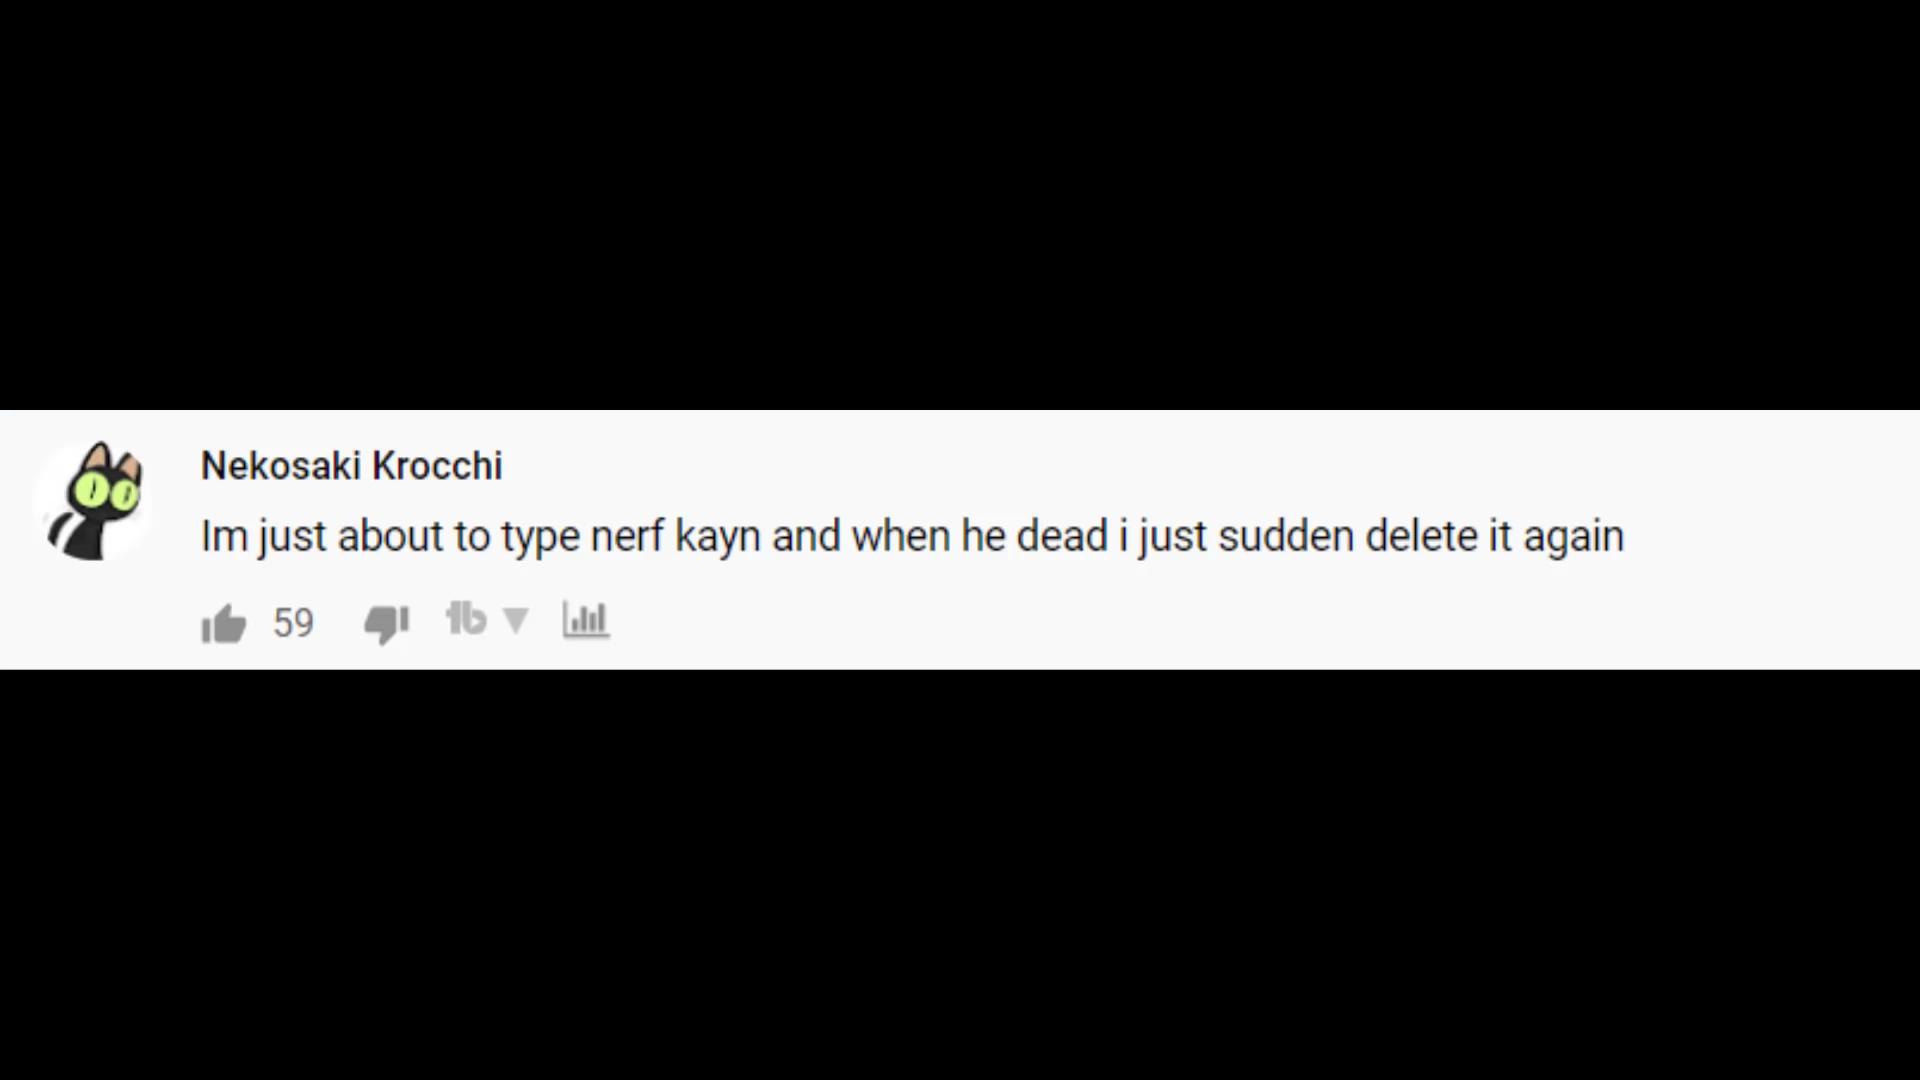 Nekosaki Krocchi
Im just about to type nerf kayn and when he dead i just sudden delete it again
59 tb